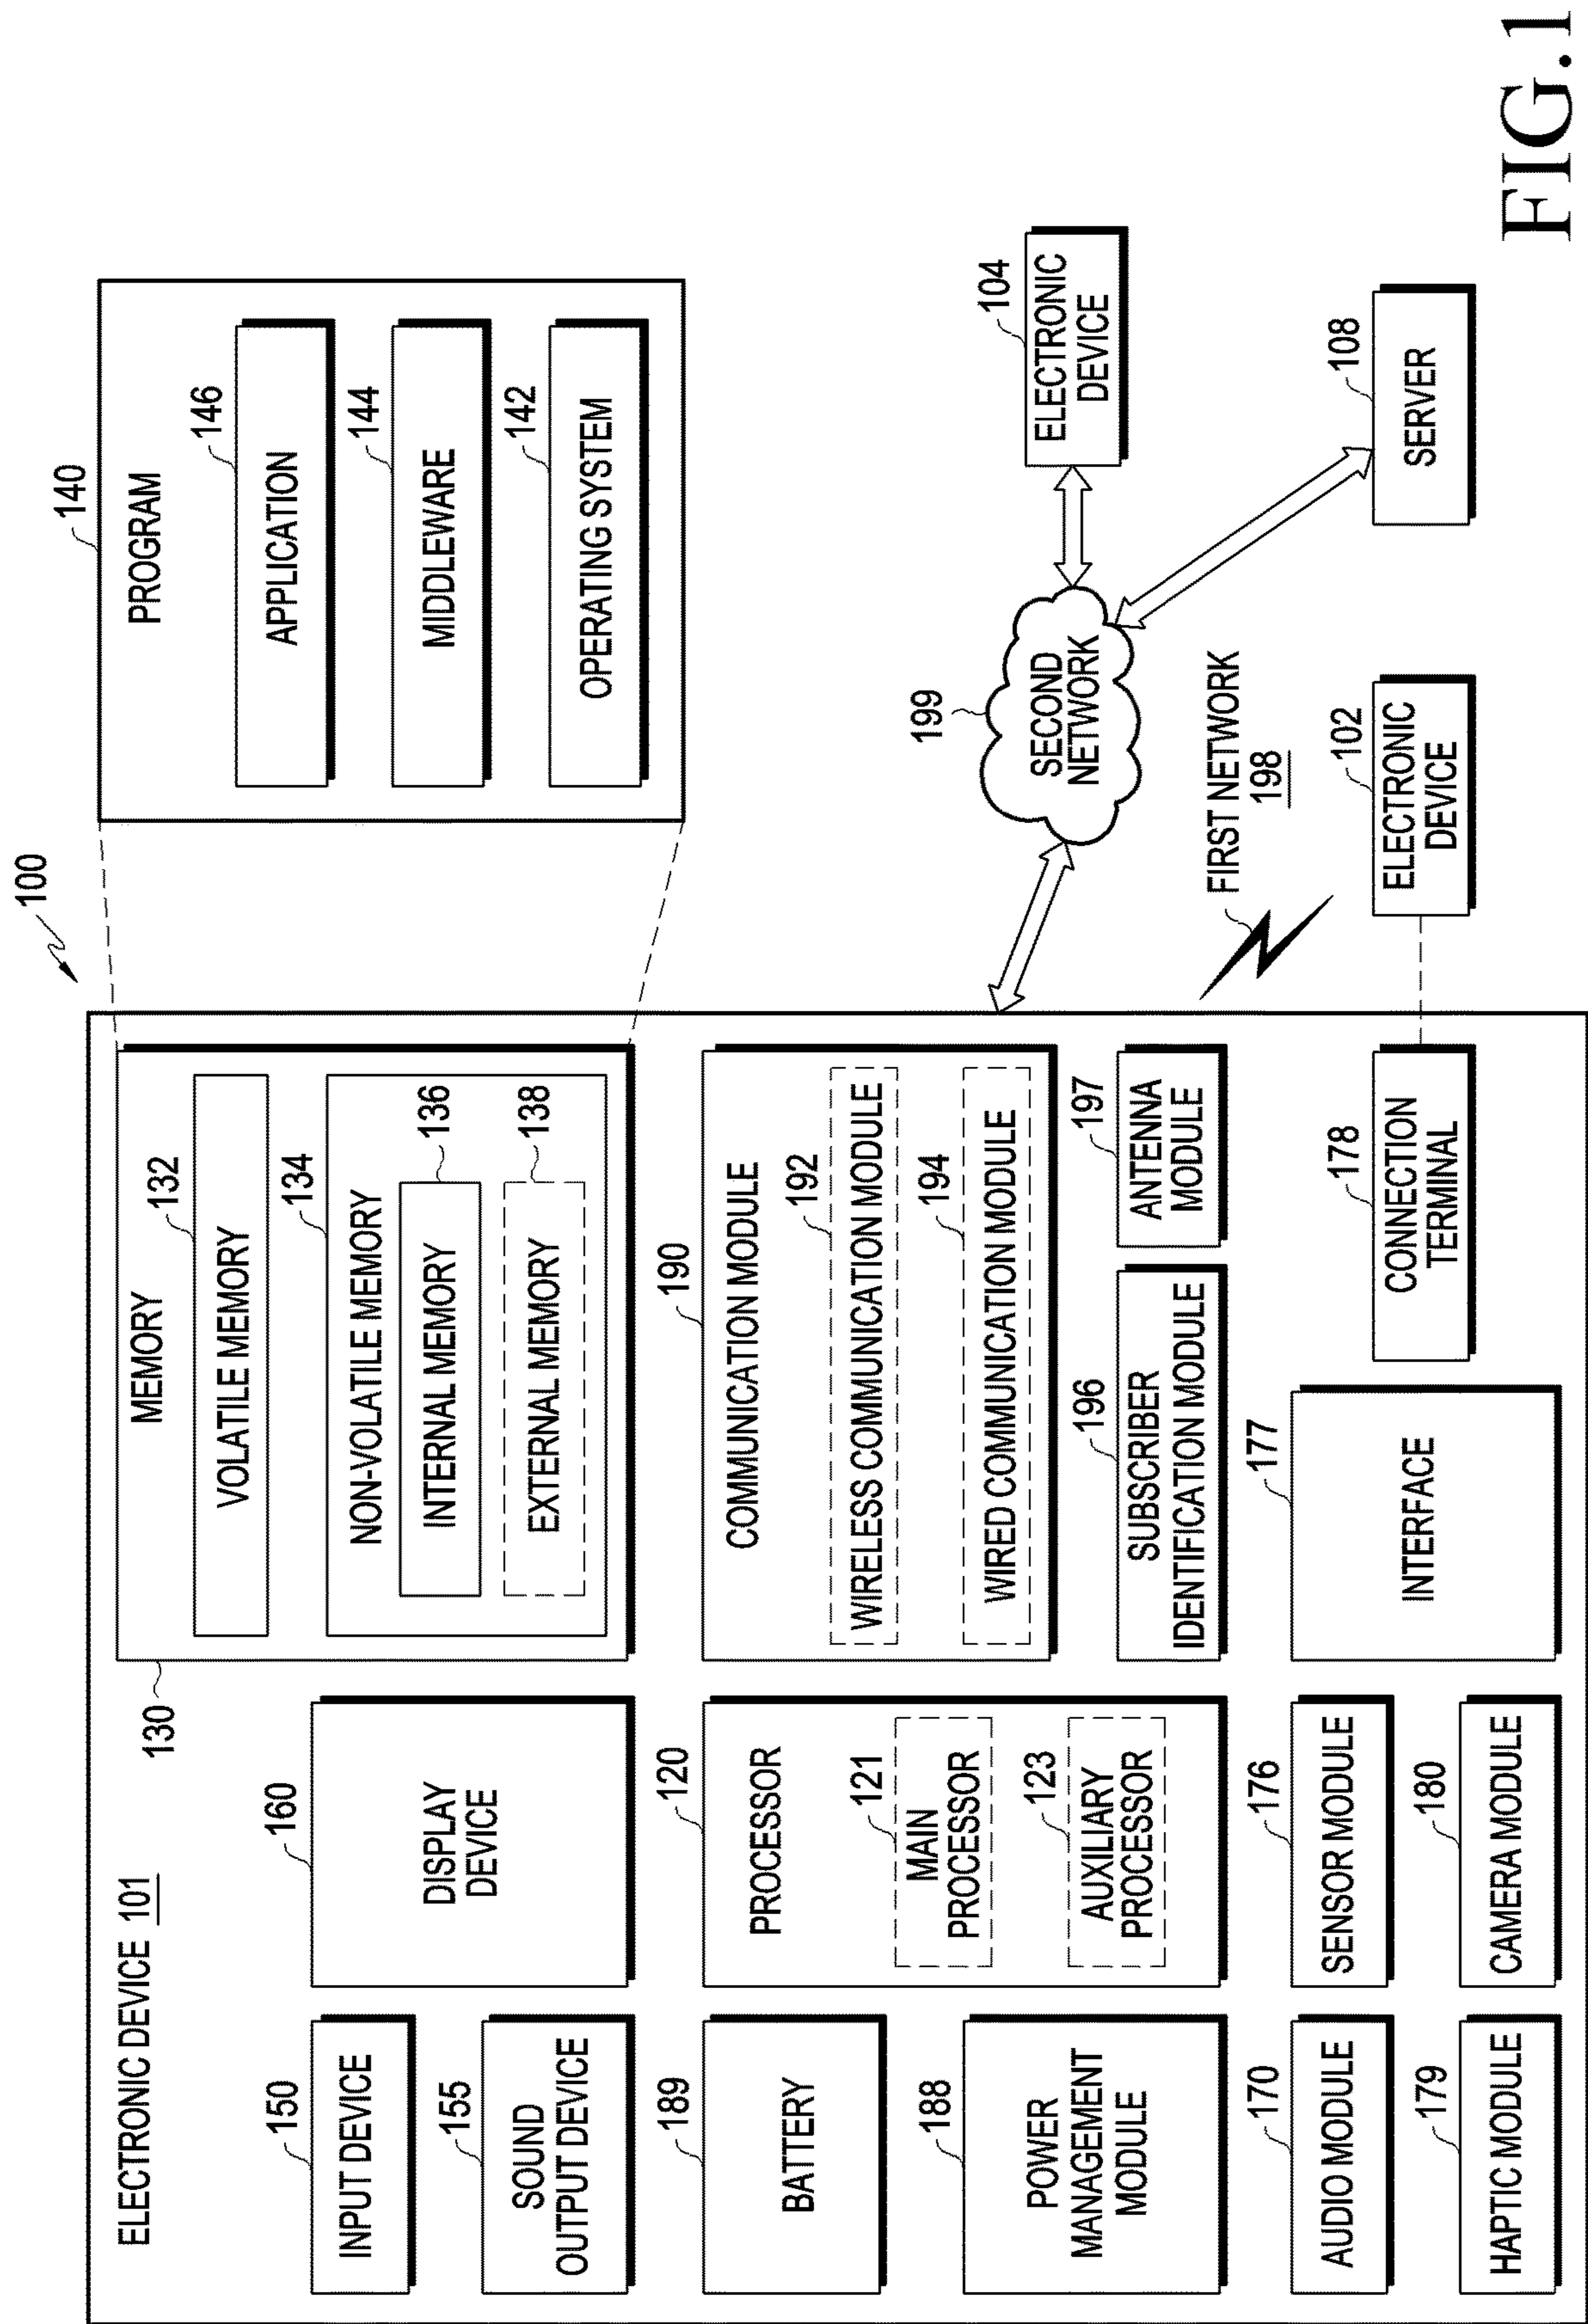 100
ELECTRONIC DEVICE 101
150
INPUT DEVICE
155
SOUND
OUTPUT DEVICE
189
BATTERY
188
POWER
MANAGEMENT
MODULE
170
AUDIO MODULE
179
HAPTIC MODULE
160
DISPLAY
DEVICE
120
PROCESSOR
121
MAIN
PROCESSOR
123
AUXILIARY
PROCESSOR
176
SENSOR MODULE
180
CAMERA MODULE
130
MEMORY
132
VOLATILE MEMORY
134
NON-VOLATILE MEMORY
136
INTERNAL MEMORY
138
EXTERNAL MEMORY
190
COMMUNICATION MODULE
192
WIRELESS COMMUNICATION MODULE
194
WIRED COMMUNICATION MODULE
196
SUBSCRIBER
IDENTIFICATION MODULE
197
ANTENNA
MODULE
177
INTERFACE
178
CONNECTION
TERMINAL
140
PROGRAM
146
APPLICATION
144
MIDDLEWARE
142
OPERATING SYSTEM
199
SECOND
NETWORK
104
ELECTRONIC
DEVICE
FIRST NETWORK
198
102
ELECTRONIC
DEVICE
108
SERVER
FIG.1